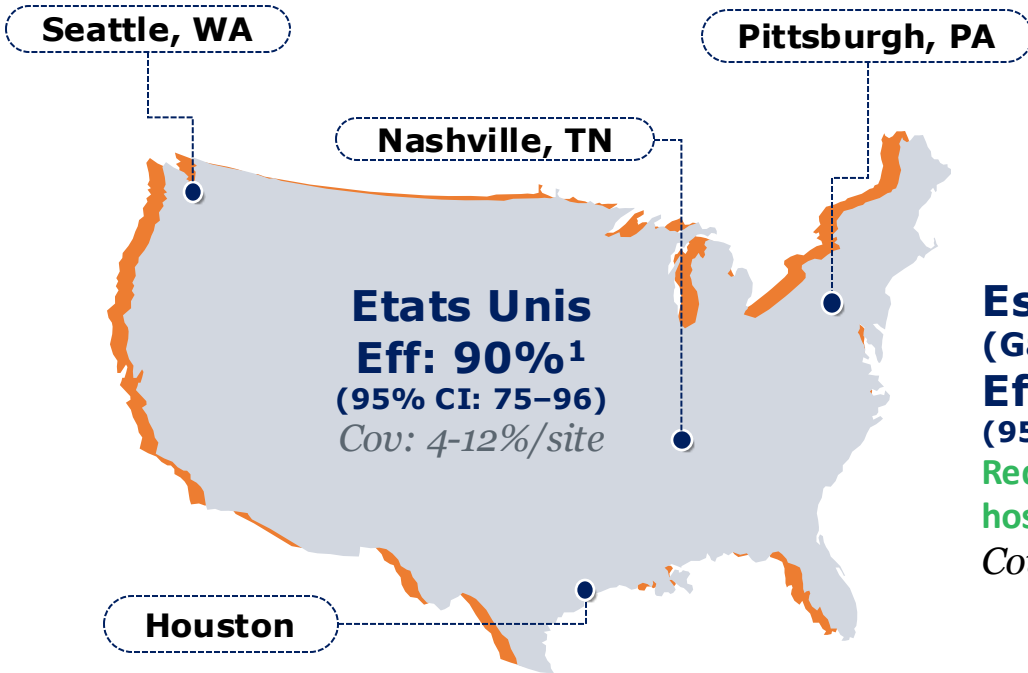 Seattle, WA
Pittsburgh, PA
Nashville, TN
Etats Unis
Eff: 90%¹
(95% CI: 75–96)
Cov: 4-12%/site
Houston